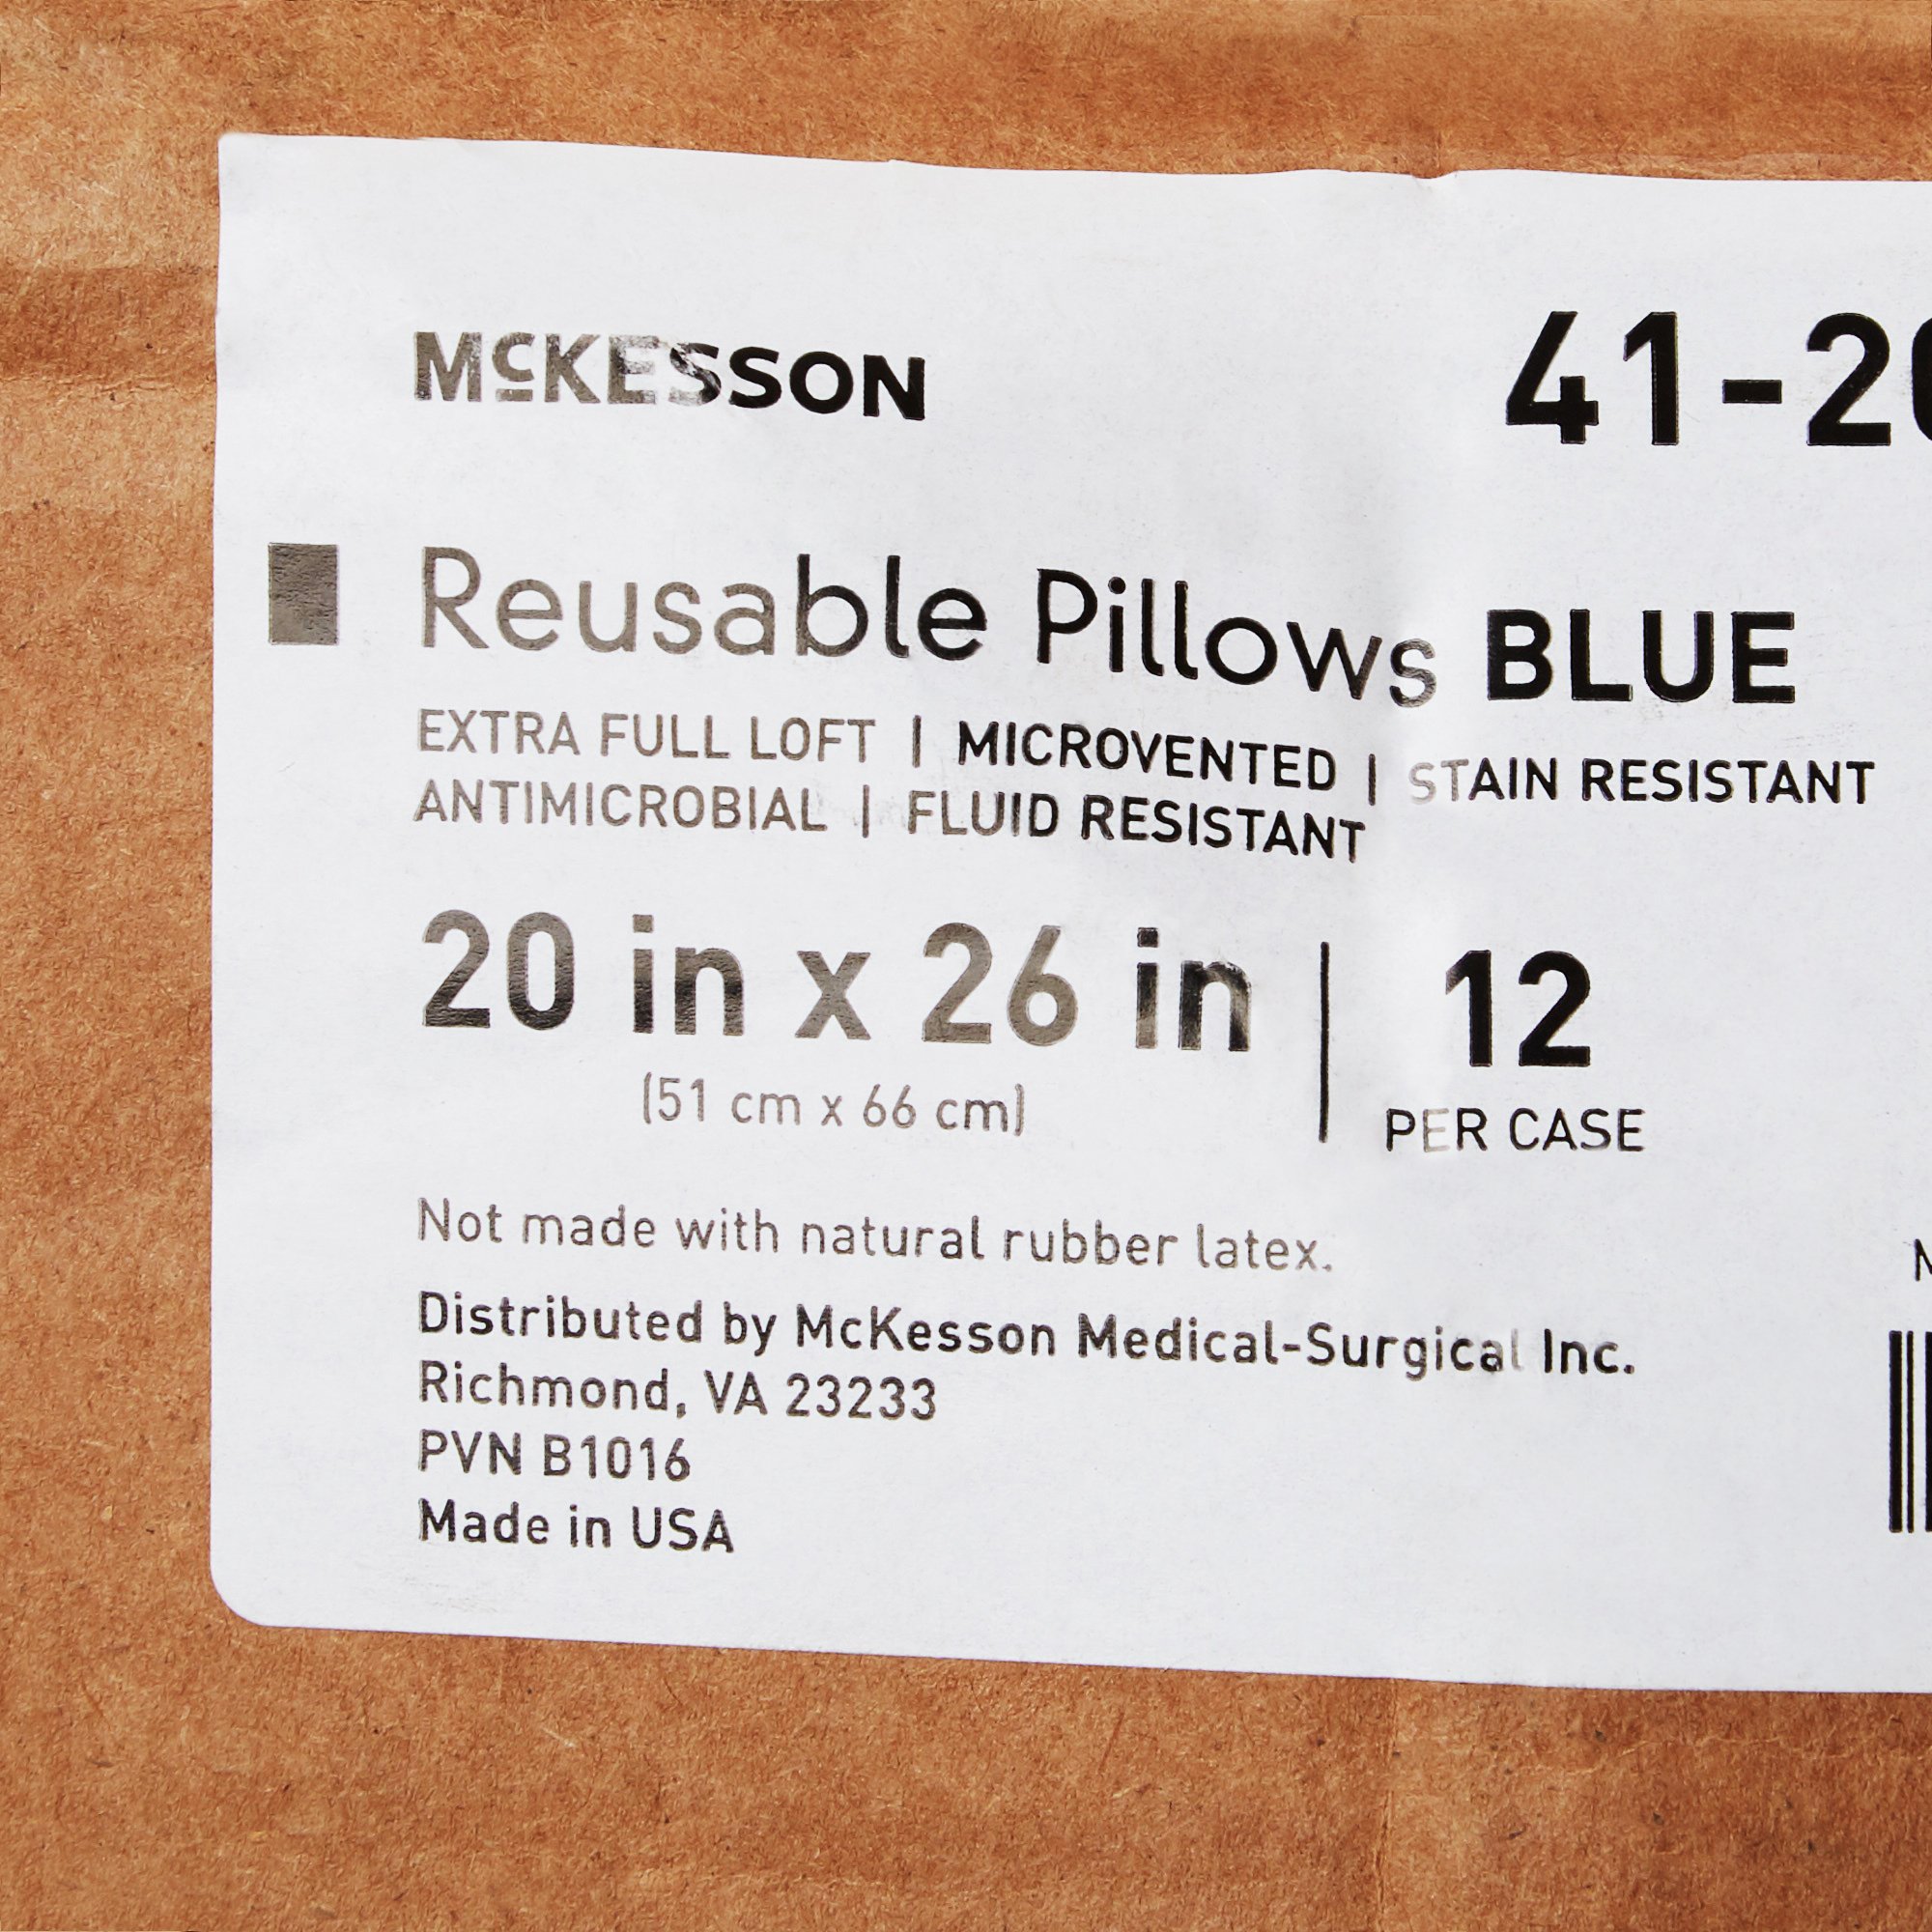 McKESSON
41-20
Reusable Pillows BLUE
EXTRA FULL LOFT | MICROVENTED | STAIN RESISTANT
ANTIMICROBIAL | FLUID RESISTANT
20 in x 26 in | 12
(51 cm x 66 cm)
PER CASE
Not made with natural rubber latex.
Distributed by McKesson Medical-Surgical Inc.
Richmond, VA 23233
PVN B1016
Made in USA